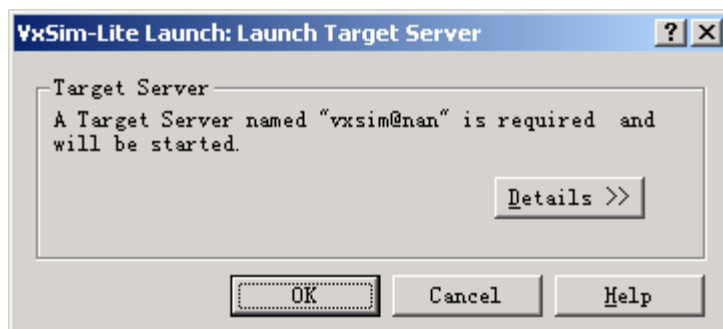 VxSim-Lite Launch: Launch Target Server
Target Server
A Target Server named "vxsim@nan" is required and
will be started.
Details >>
OK
Cancel
Help